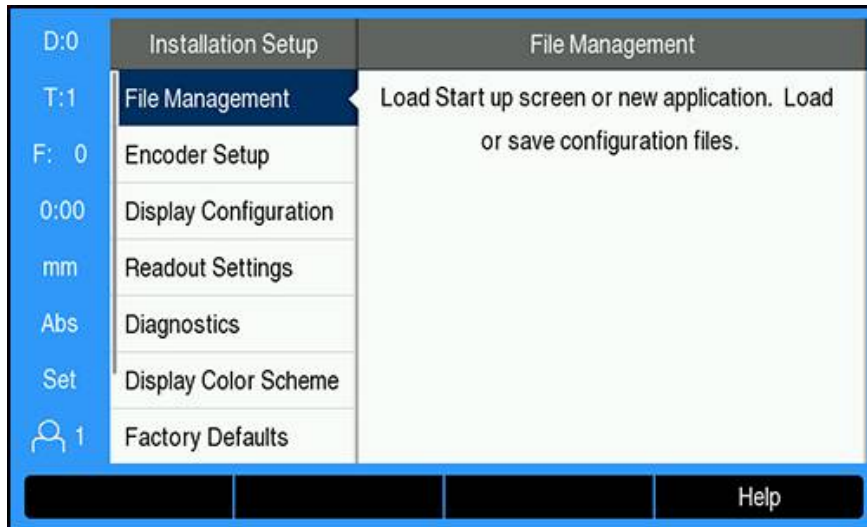 D:0
T:1
F: 0
0:00
mm
Abs
Set
1
Installation Setup
File Management
Encoder Setup
Display Configuration
Readout Settings
Diagnostics
Display Color Scheme
Factory Defaults
File Management
Load Start up screen or new application. Load
or save configuration files.
Help